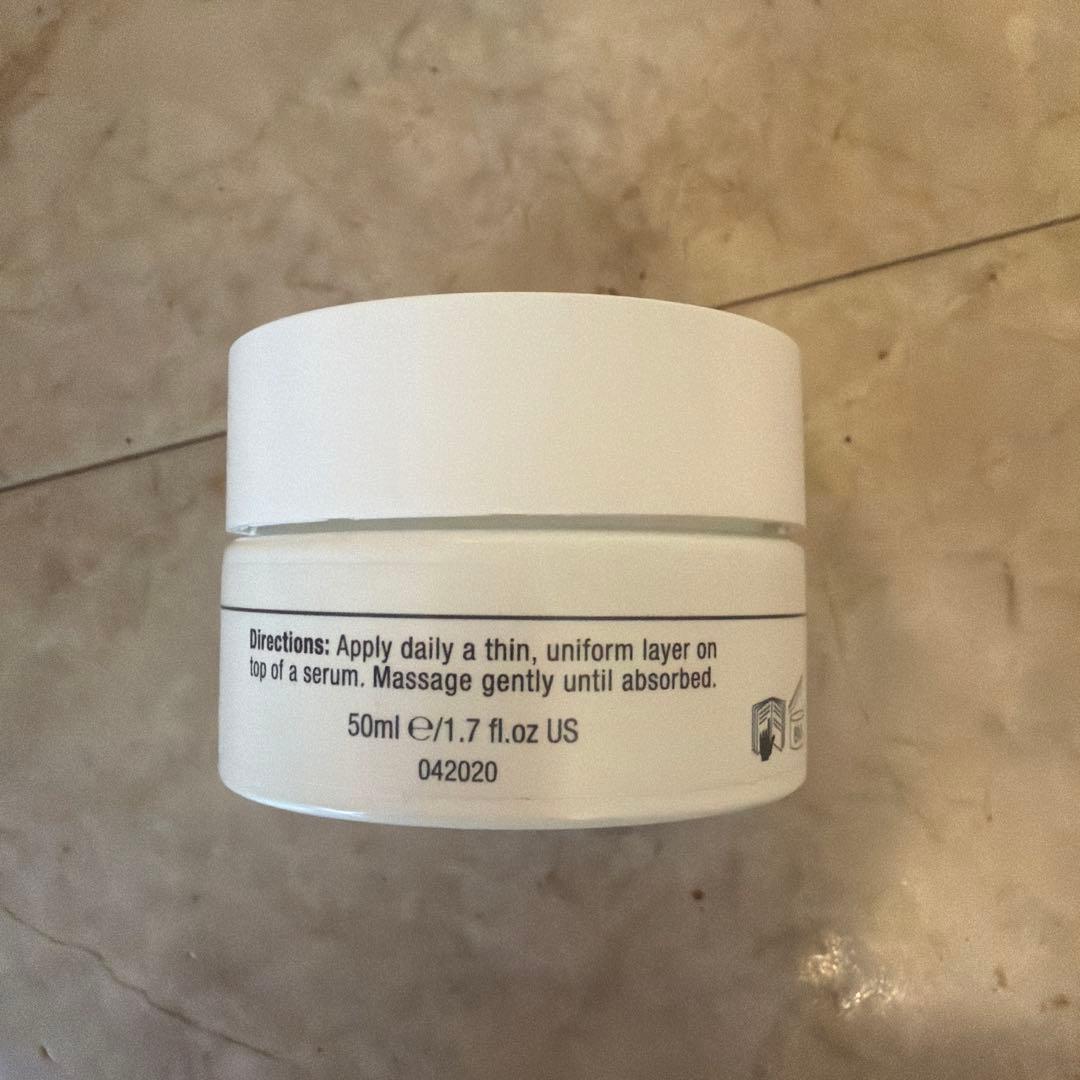 Directions: Apply daily a thin, uniform layer on
top of a serum. Massage gently until absorbed.
50ml ℮/1.7 fl.oz US
042020